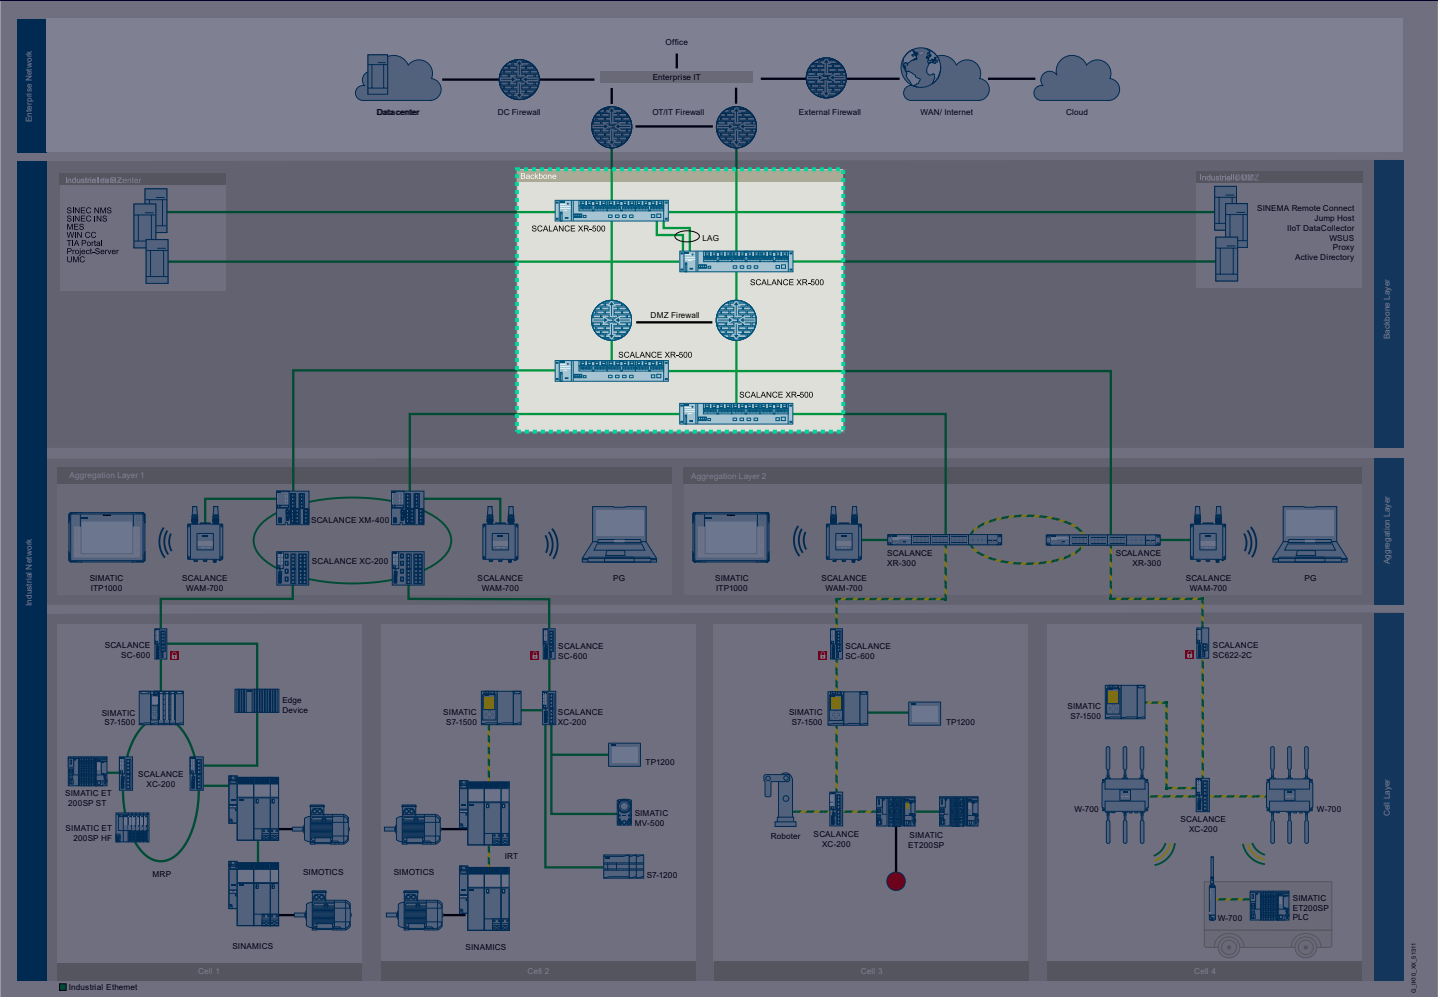 Enterprise Network
Office
Enterprise IT
Datacenter
DC Firewall
OT/IT Firewall
External Firewall
WAN/ Internet
Cloud
Industrial Network
Backbone Layer
SINEC NMS
SINEC INS
MES
WIN CC
TIA Portal
Project-Server
UMC
Backbone
SCALANCE XR-500
LAG
SCALANCE XR-500
DMZ Firewall
SCALANCE XR-500
SCALANCE XR-500
Industrial
SINEMA Remote Connect
Jump Host
IIoT DataCollector
WSUS
Proxy
Active Directory
Aggregation Layer
Aggregation Layer 1
SCALANCE XM-400
SCALANCE XC-200
SIMATIC
ITP1000
SCALANCE
WAM-700
SCALANCE
WAM-700
PG
Aggregation Layer 2
SIMATIC
ITP1000
SCALANCE
WAM-700
SCALANCE
XR-300
SCALANCE
XR-300
SCALANCE
WAM-700
PG
Cell Layer
SCALANCE
SC-600
SIMATIC
S7-1500
Edge
Device
SCALANCE
XC-200
SIMATIC ET
200SP ST
SIMATIC ET
200SP HF
MRP
SIMOTICS
SINAMICS
Cell 1
SCALANCE
SC-600
SIMATIC
S7-1500
SCALANCE
XC-200
TP1200
SIMATIC
MV-500
IRT
S7-1200
SIMOTICS
SINAMICS
Cell 2
SCALANCE
SC-600
SIMATIC
S7-1500
TP1200
Roboter
SCALANCE
XC-200
SIMATIC
ET200SP
Cell 3
SCALANCE
SC622-2C
SIMATIC
S7-1500
W-700
SCALANCE
XC-200
W-700
W-700
SIMATIC
ET200SP
PLC
Cell 4
Industrial Ethernet